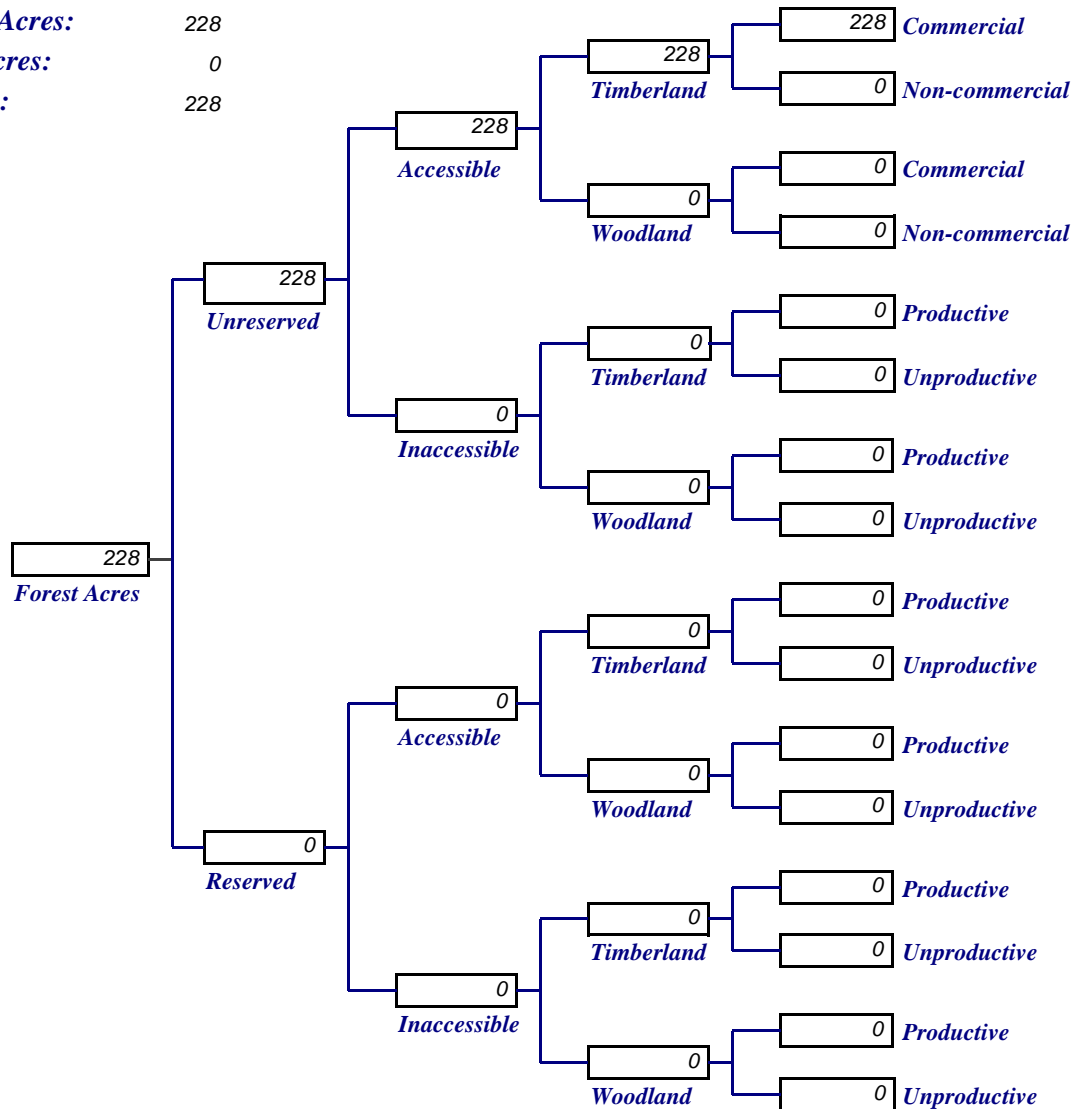 Acres: 228
cres: 0
: 228
228 Commercial
228
Timberland
0 Non-commercial
228
Accessible
0 Commercial
0
Woodland
0 Non-commercial
228
Unreserved
0 Productive
0
Timberland
0 Unproductive
0
Inaccessible
0 Productive
0
Woodland
0 Unproductive
228
Forest Acres
0 Productive
0
Timberland
0 Unproductive
0
Accessible
0 Productive
0
Woodland
0 Unproductive
0
Reserved
0 Productive
0
Timberland
0 Unproductive
0
Inaccessible
0 Productive
0
Woodland
0 Unproductive